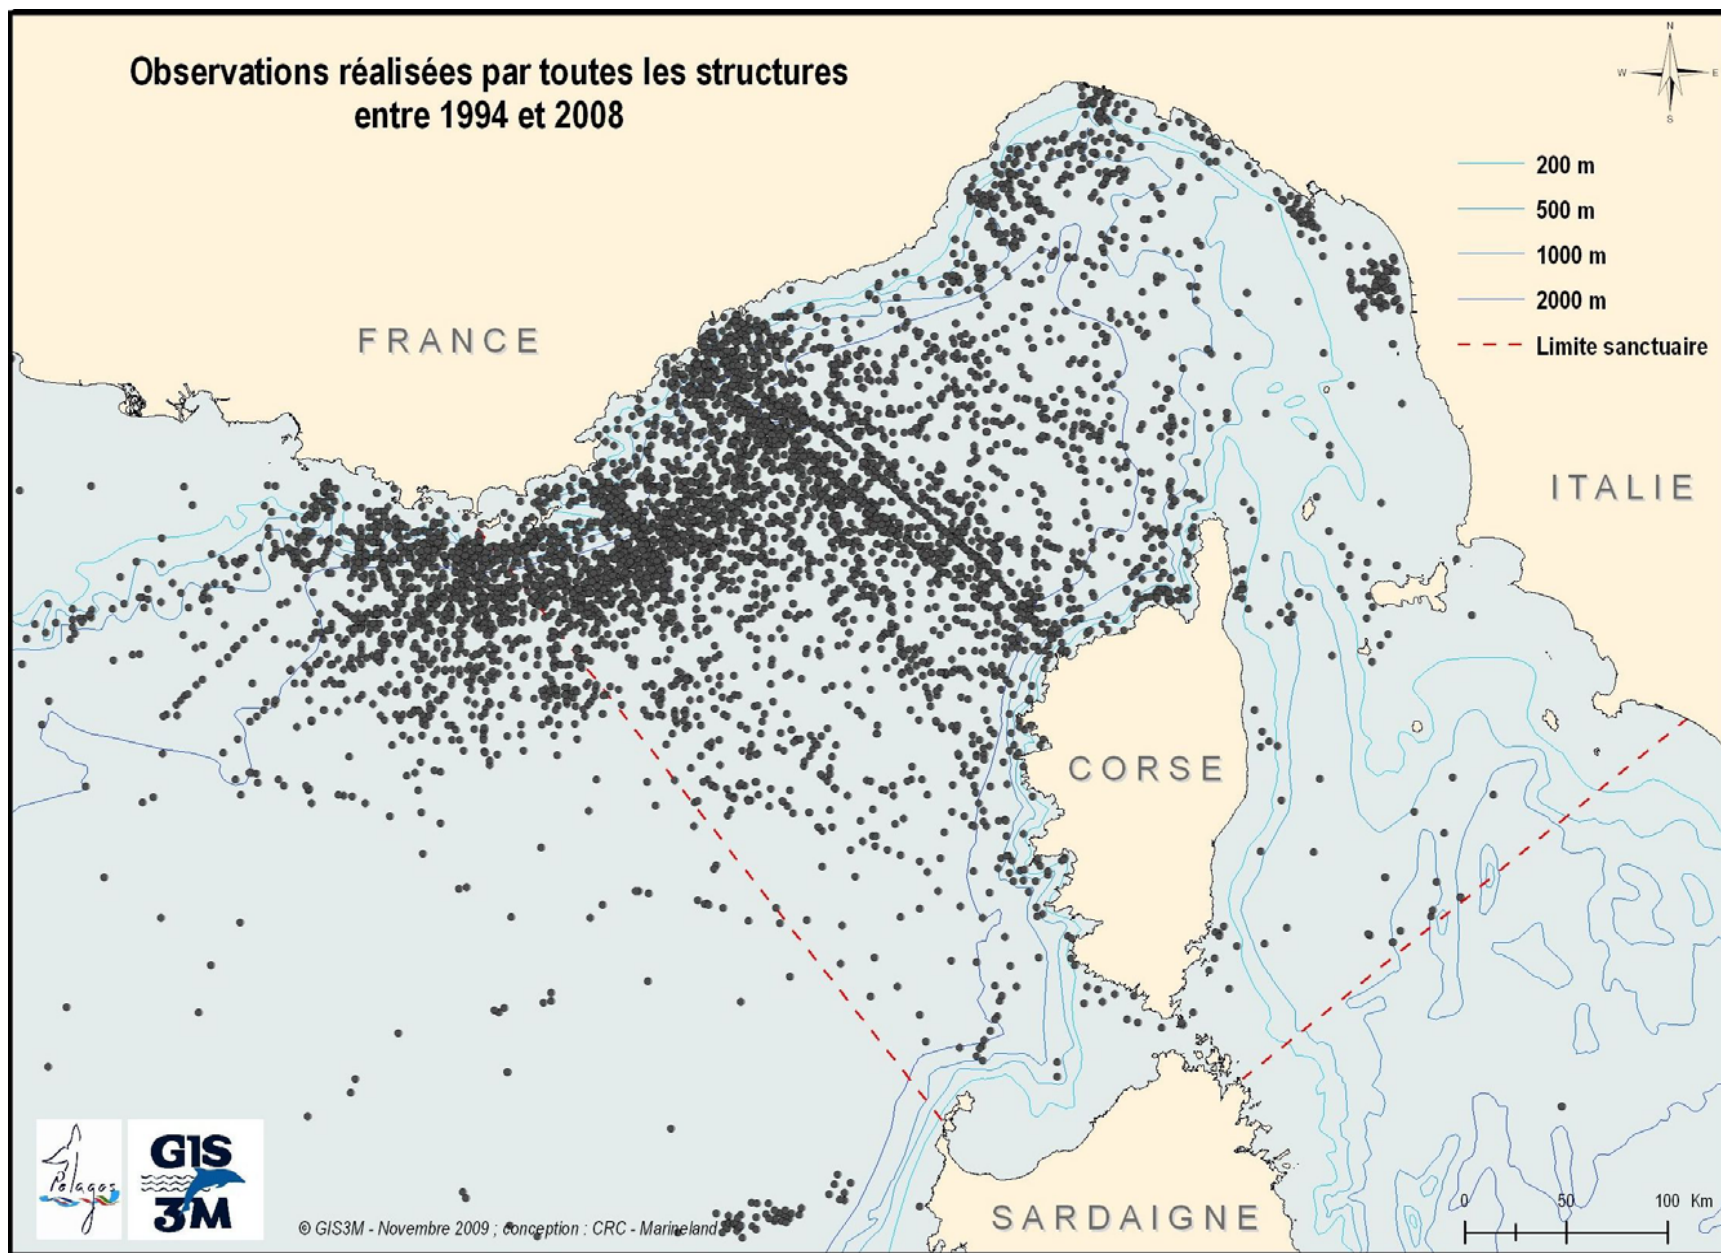 Observations réalisées par toutes les structures
entre 1994 et 2008
N
W E
S
200 m
500 m
1000 m
2000 m
Limite sanctuaire
FRANCE
ITALIE
CORSE
SARDAIGNE
Pelagos
GIS
3M
© GIS3M - Novembre 2009 ; conception : CRC - Marineland
0 50 100 Km